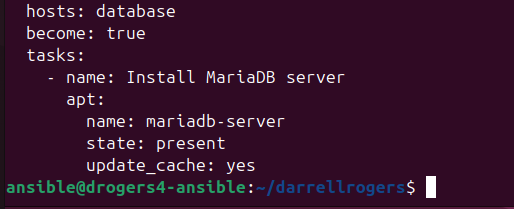 hosts: database
become: true
tasks:
- name: Install MariaDB server
apt:
name: mariadb-server
state: present
update_cache: yes
ansible@drogers4-ansible:~/darrellrogers$